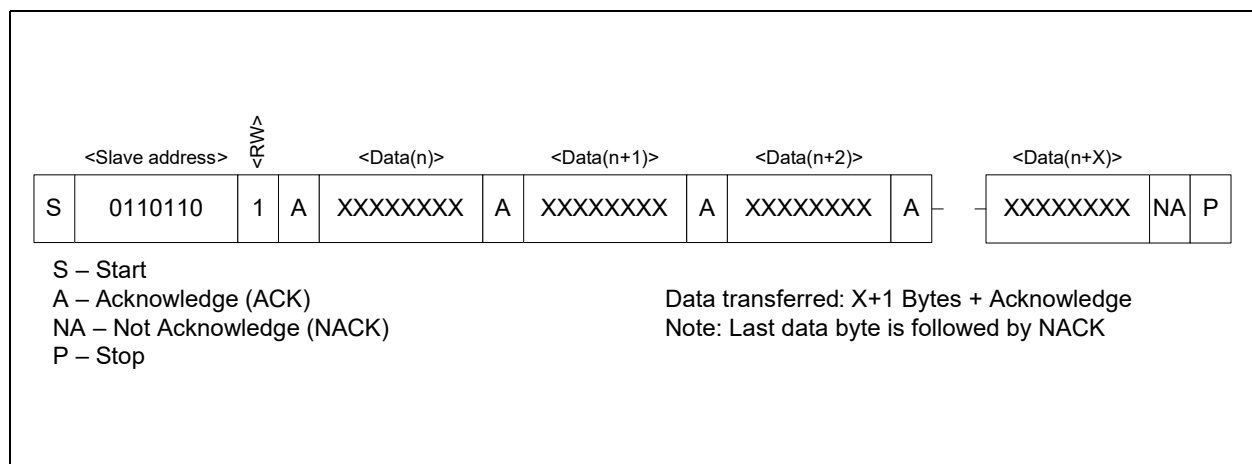 <Slave address> <RW> <Data(n)> <Data(n+1)> <Data(n+2)> <Data(n+X)>
S 0110110 1 A XXXXXXXX A XXXXXXXX A XXXXXXXX A XXXXXXXX NA P
S – Start
A – Acknowledge (ACK)
NA – Not Acknowledge (NACK)
P – Stop
Data transferred: X+1 Bytes + Acknowledge
Note: Last data byte is followed by NACK